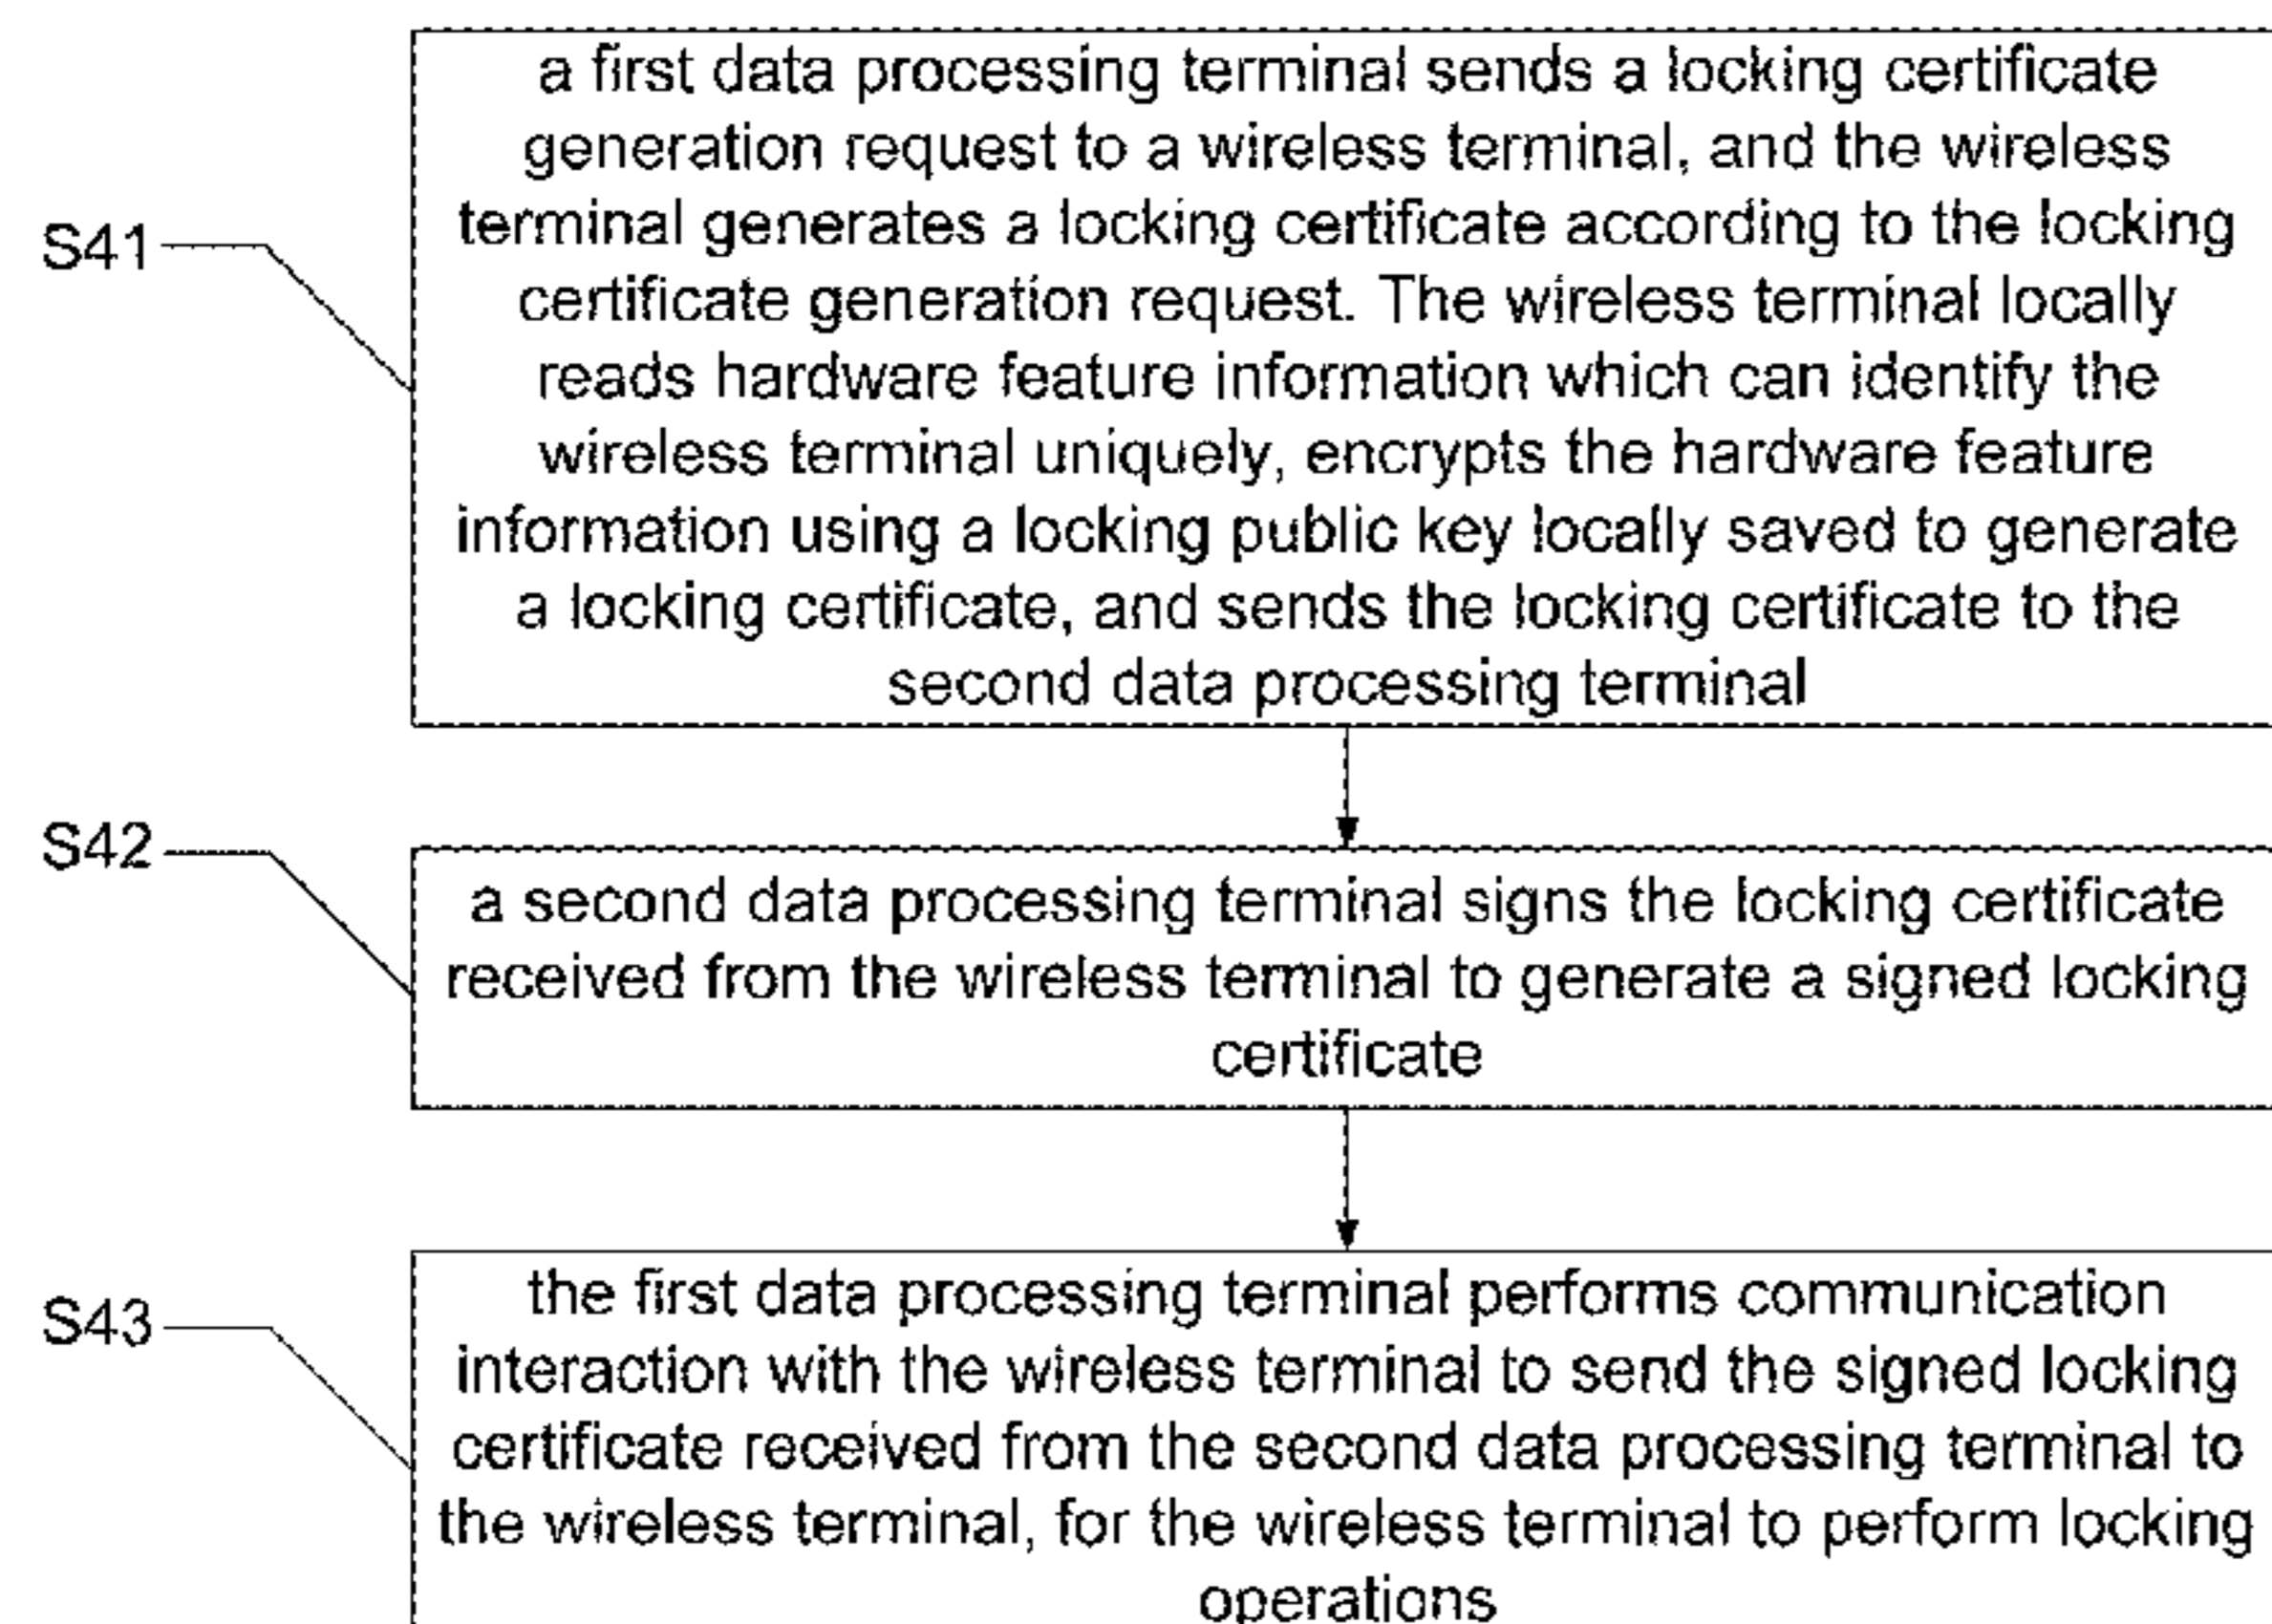 a first data processing terminal sends a locking certificate
generation request to a wireless terminal, and the wireless
S41
terminal generates a locking certificate according to the locking
certificate generation request. The wireless terminal locally
reads hardware feature information which can identify the
wireless terminal uniquely, encrypts the hardware feature
information using a locking public key locally saved to generate
a locking certificate, and sends the locking certificate to the
second data processing terminal
S42
a second data processing terminal signs the locking certificate
received from the wireless terminal to generate a signed locking
certificate
S43
the first data processing terminal performs communication
interaction with the wireless terminal to send the signed locking
certificate received from the second data processing terminal to
the wireless terminal, for the wireless terminal to perform locking
operations